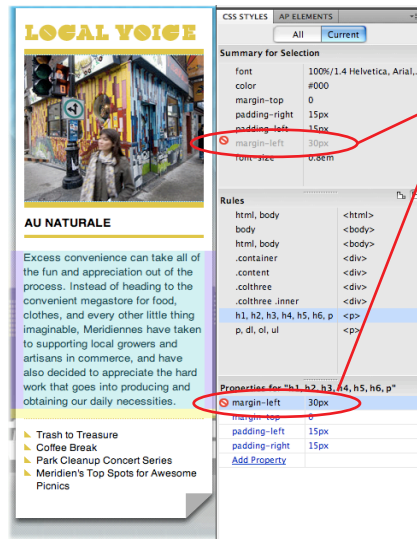 LOCAL VOICE
AU NATURALE
Excess convenience can take all of
the fun and appreciation out of the
process. Instead of heading to the
convenient megastore for food,
clothes, and every other little thing
imaginable, Meridiennes have taken
to supporting local growers and
artisans in commerce, and have
also decided to appreciate the hard
work that goes into producing and
obtaining our daily necessities.
Trash to Treasure
Coffee Break
Park Cleanup Concert Series
Meridien's Top Spots for Awesome
Picnics
CSS STYLES AP ELEMENTS
All Current
Summary for Selection
font 100%/1.4 Helvetica, Arial,...
color #000
margin-top 0
padding-right 15px
padding-left 15px
margin-left 30px
font-size 0.8em
Rules
html, body <html>
body <body>
html, body <body>
.container <div>
.content <div>
.colthree <div>
.colthree .inner <div>
h1, h2, h3, h4, h5, h6, p <p>
p, dl, ol, ul <p>
Properties for "h1, h2, h3, h4, h5, h6, p"
margin-left 30px
margin-top 0
padding-left 15px
padding-right 15px
Add Property